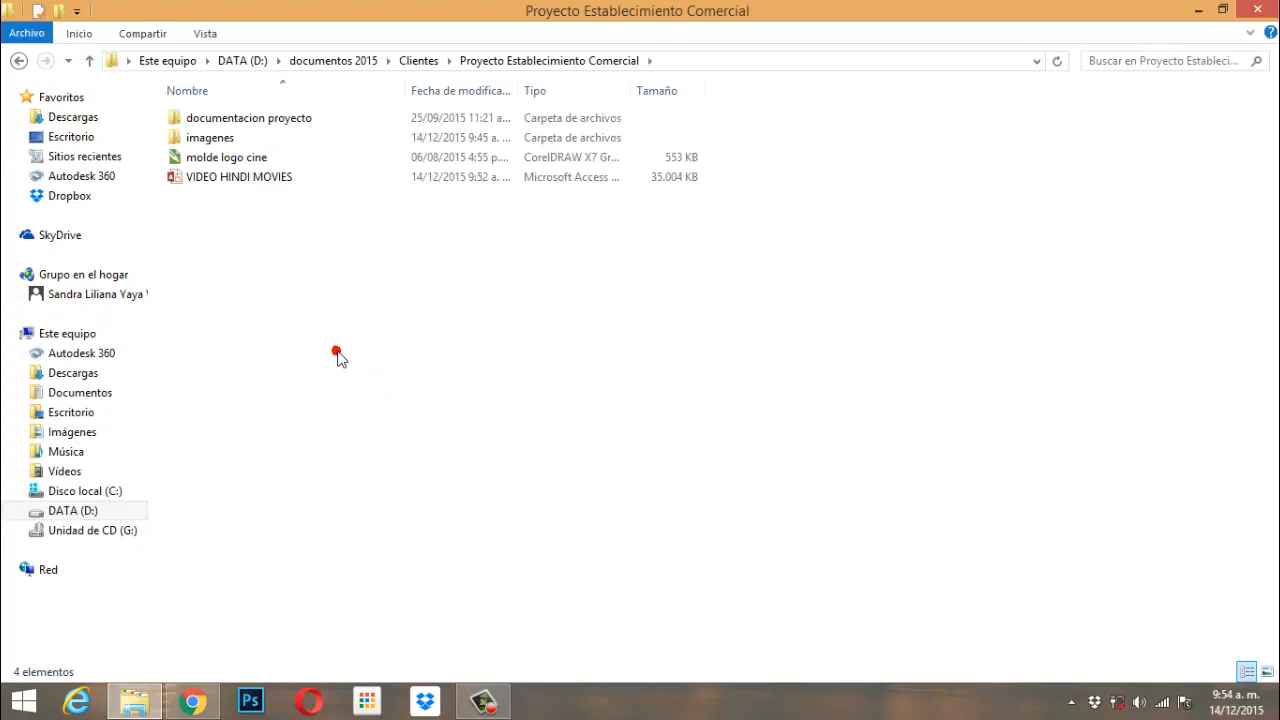 Proyecto Establecimiento Comercial
Archivo Inicio Compartir Vista
Este equipo DATA (D:) documentos 2015 Clientes Proyecto Establecimiento Comercial
Buscar en Proyecto Estableci...
Nombre Fecha de modifica... Tipo Tamaño
documentacion proyecto 25/09/2015 11:21 a... Carpeta de archivos
imagenes 14/12/2015 9:45 a. ... Carpeta de archivos
molde logo cine 06/08/2015 4:55 p.... CorelDRAW X7 Gr... 553 KB
VIDEO HINDI MOVIES 14/12/2015 9:52 a. ... Microsoft Access ... 35.004 KB
Favoritos
Descargas
Escritorio
Sitios recientes
Autodesk 360
Dropbox
SkyDrive
Grupo en el hogar
Sandra Liliana Yaya
Este equipo
Autodesk 360
Descargas
Documentos
Escritorio
Imágenes
Música
Vídeos
Disco local (C:)
DATA (D:)
Unidad de CD (G:)
Red
4 elementos
Ps
9:54 a. m.
14/12/2015